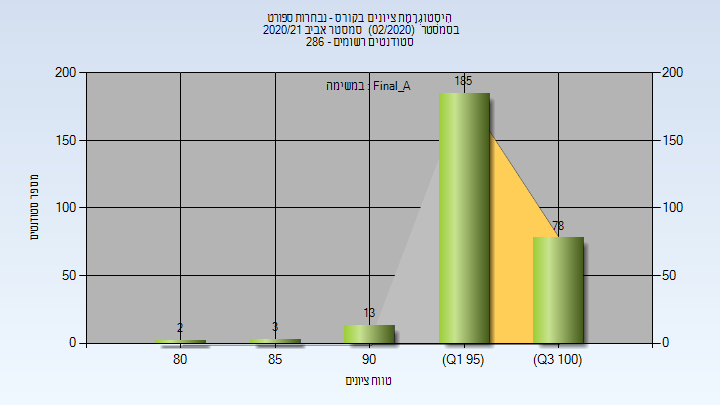 היסטוגרמת ציונים בקורס - נבחרות ספורט
בסמסטר (02/2020) סמסטר אביב 2020/21
סטודנטים רשומים - 286
במשימה : Final_A
200
150
100
50
0
200
150
100
50
0
מספר סטודנטים
2
3
13
185
78
80
85
90
(Q1 95)
(Q3 100)
טווח ציונים